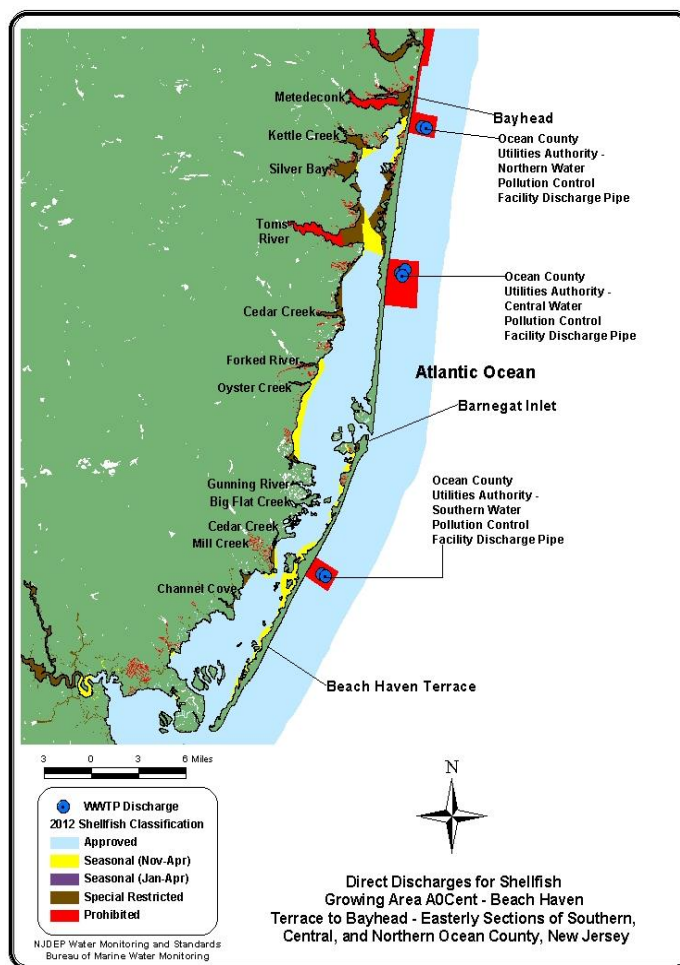 Metedeconk
Bayhead
Kettle Creek
Ocean County
Utilities Authority -
Northern Water
Pollution Control
Facility Discharge Pipe
Silver Bay
Toms
River
Ocean County
Utilities Authority -
Central Water
Pollution Control
Facility Discharge Pipe
Cedar Creek
Forked River
Atlantic Ocean
Oyster Creek
Barnegat Inlet
Ocean County
Utilities Authority -
Southern Water
Pollution Control
Facility Discharge Pipe
Gunning River
Big Flat Creek
Cedar Creek
Mill Creek
Channel Cove
Beach Haven Terrace
3 0 3 6 Miles
N
WWTP Discharge
2012 Shellfish Classification
Approved
Seasonal (Nov-Apr)
Seasonal (Jan-Apr)
Special Restricted
Prohibited
NJDEP Water Monitoring and Standards
Bureau of Marine Water Monitoring
Direct Discharges for Shellfish
Growing Area A0Cent - Beach Haven
Terrace to Bayhead - Easterly Sections of Southern,
Central, and Northern Ocean County, New Jersey